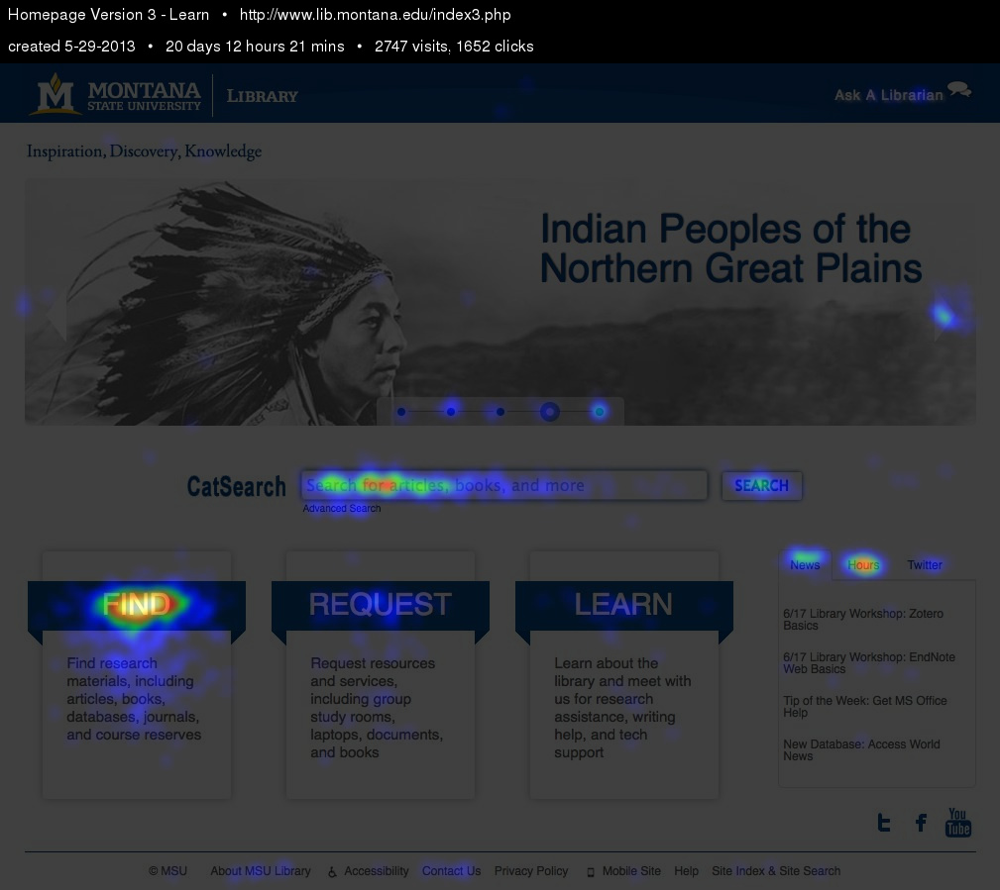 Homepage Version 3 - Learn • http://www.lib.montana.edu/index3.php
created 5-29-2013 • 20 days 12 hours 21 mins • 2747 visits, 1652 clicks
M MONTANA
STATE UNIVERSITY
LIBRARY
Ask A Librarian
Inspiration, Discovery, Knowledge
Indian Peoples of the
Northern Great Plains
CatSearch
Search for articles, books, and more
SEARCH
Advanced Search
FIND
Find research
materials, including
articles, books,
databases, journals,
and course reserves
REQUEST
Request resources
and services,
including group
study rooms,
laptops, documents,
and books
LEARN
Learn about the
library and meet with
us for research
assistance, writing
help, and tech
support
News Hours Twitter
6/17 Library Workshop: Zotero
Basics
6/17 Library Workshop: EndNote
Web Basics
Tip of the Week: Get MS Office
Help
New Database: Access World
News
t f You
Tube
© MSU About MSU Library Accessibility Contact Us Privacy Policy Mobile Site Help Site Index & Site Search